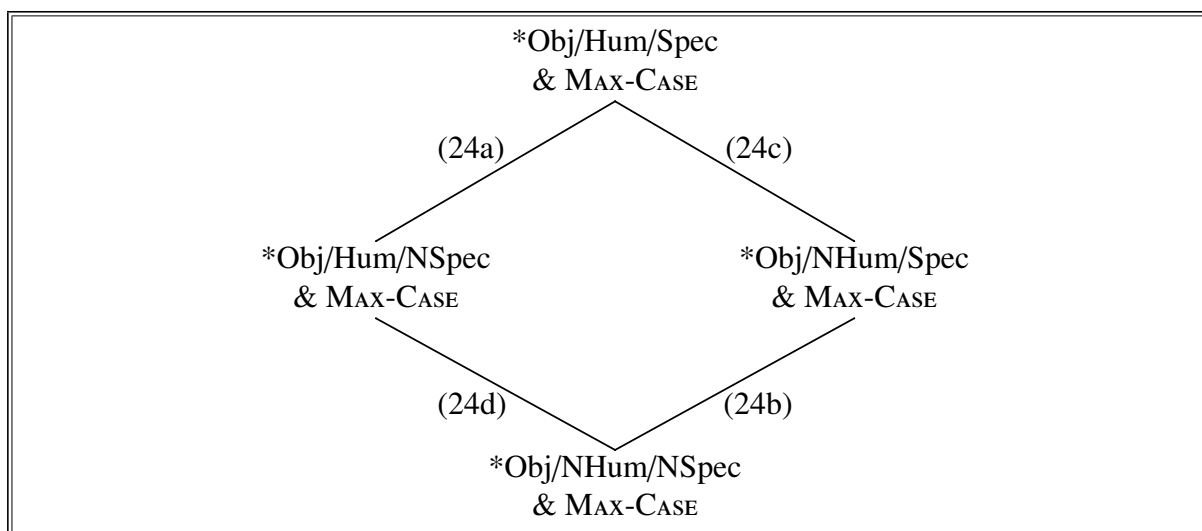 *Obj/Hum/Spec
& MAX-CASE
(24a) (24c)
*Obj/Hum/NSpec *Obj/NHum/Spec
& MAX-CASE & MAX-CASE
(24d) (24b)
*Obj/NHum/NSpec
& MAX-CASE